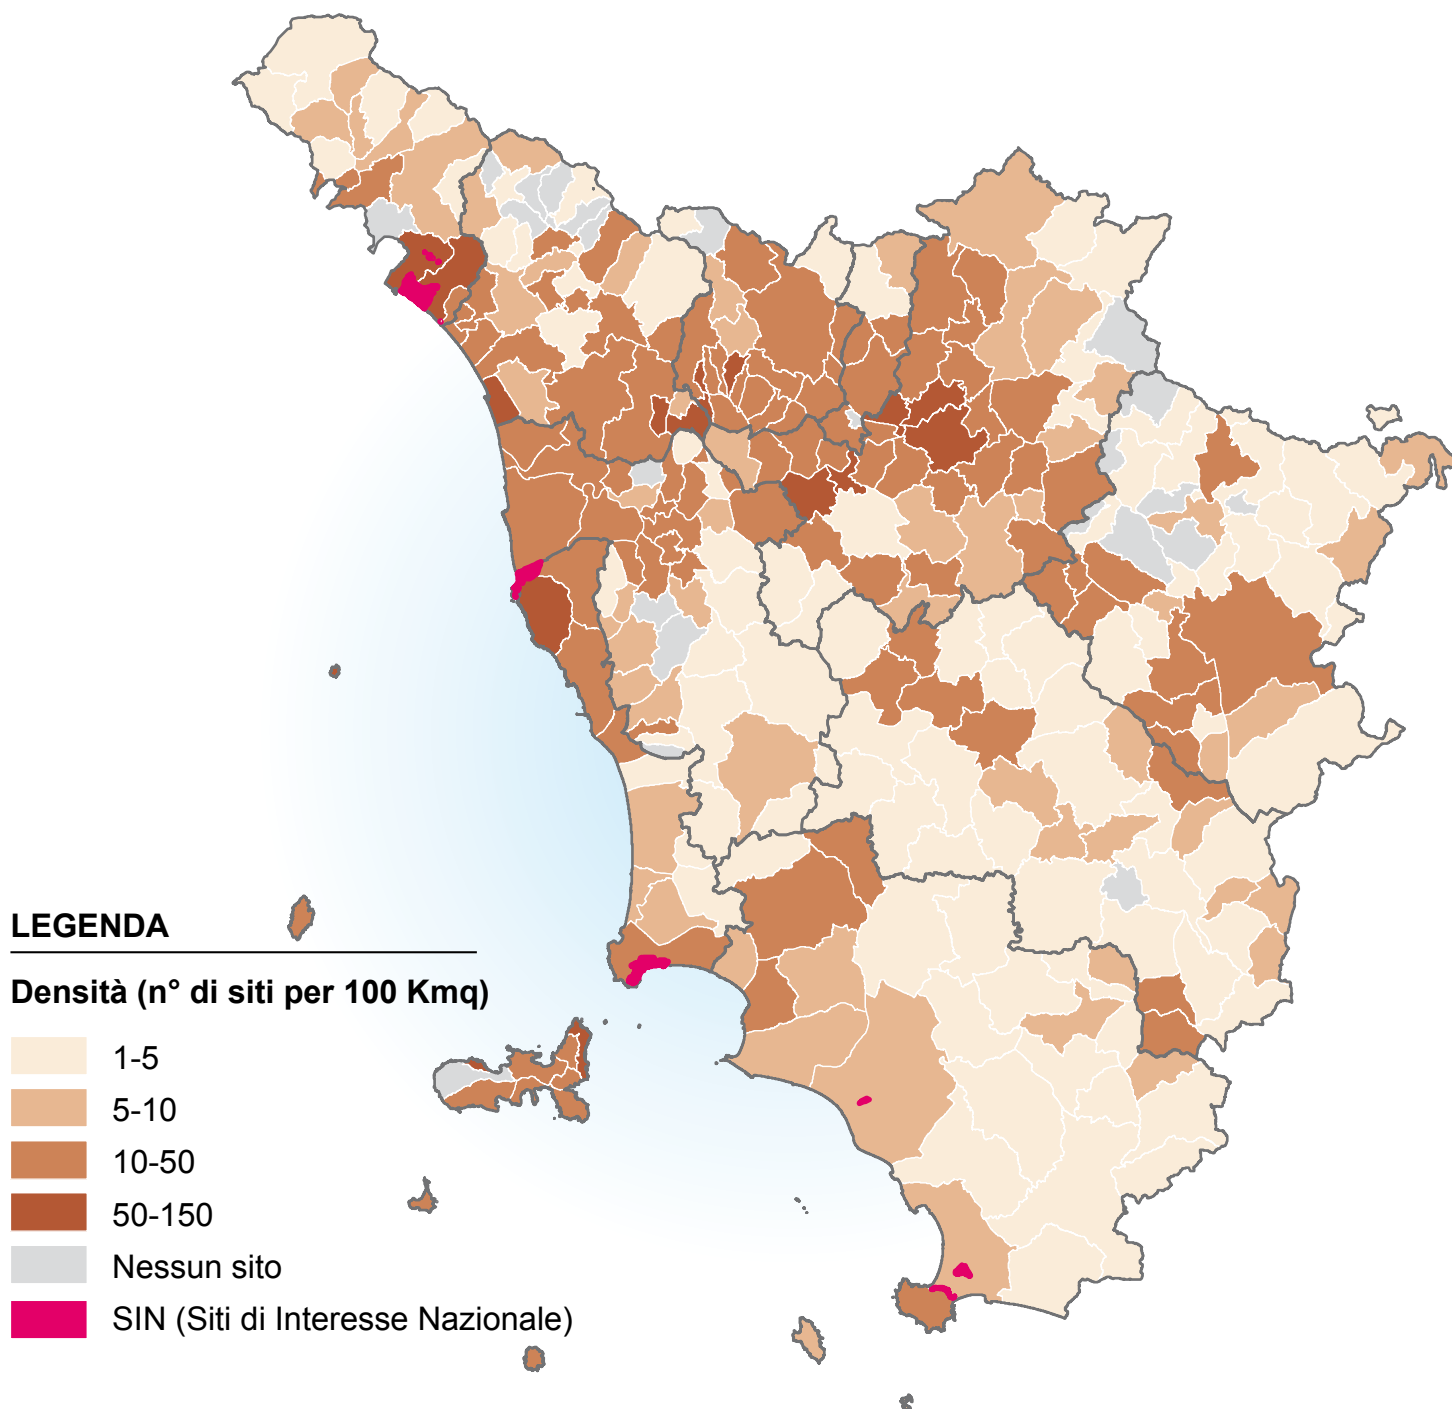 LEGENDA
Densità (n° di siti per 100 Kmq)
1-5
5-10
10-50
50-150
Nessun sito
SIN (Siti di Interesse Nazionale)